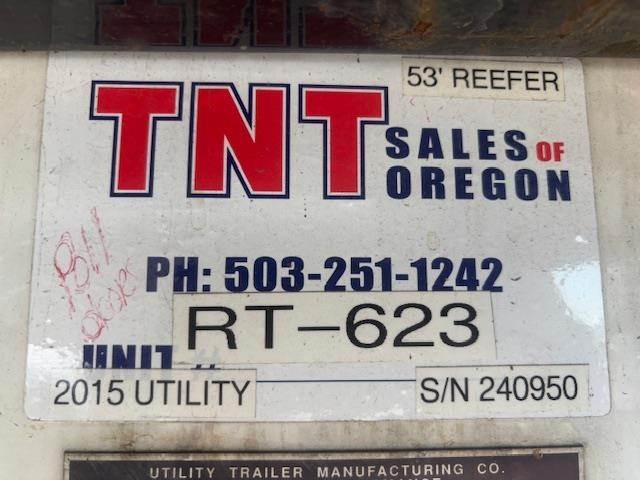 53' REEFER
TNT
SALES OF
OREGON
PH: 503-251-1242
RT-623
UNIT #
2015 UTILITY
S/N 240950
UTILITY TRAILER MANUFACTURING CO.